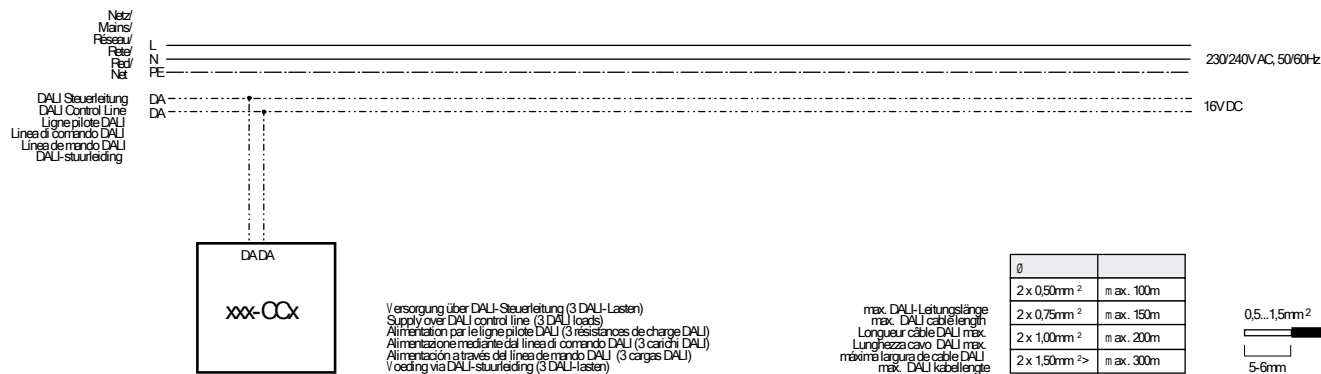 Netz/
Mains/
Réseau/
Rete/
Red/
Net
L
N
PE
230/240V AC, 50/60Hz
DALI Steuerleitung
DALI Control Line
Ligne pilote DALI
Linea di comando DALI
Línea de mando DALI
DALI-stuurleiding
DA
DA
16V DC
DA DA
xxx-CCx
Versorgung über DALI-Steuerleitung (3 DALI-Lasten)
Supply over DALI control line (3 DALI loads)
Alimentation par le ligne pilote DALI (3 résistances de charge DALI)
Alimentazione mediante dal linea di comando DALI (3 carichi DALI)
Alimentación a través del línea de mando DALI (3 cargas DALI)
Voeding via DALI-stuurleiding (3 DALI-lasten)
max. DALI-Leitungslänge
max. DALI cable length
Longueur câble DALI max.
Lunghezza cavo DALI max.
máxima largura de cable DALI
max. DALI kabellengte
Ø
2 x 0,50mm² max. 100m
2 x 0,75mm² max. 150m
2 x 1,00mm² max. 200m
2 x 1,50mm²> max. 300m
0,5...1,5mm²
5-6mm